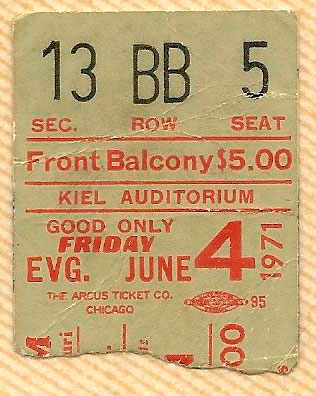 13 BB 5
SEC. ROW SEAT
Front Balcony $5.00
KIEL AUDITORIUM
GOOD ONLY
FRIDAY
EVG. JUNE 4 1971
THE ARCUS TICKET CO. 95
CHICAGO